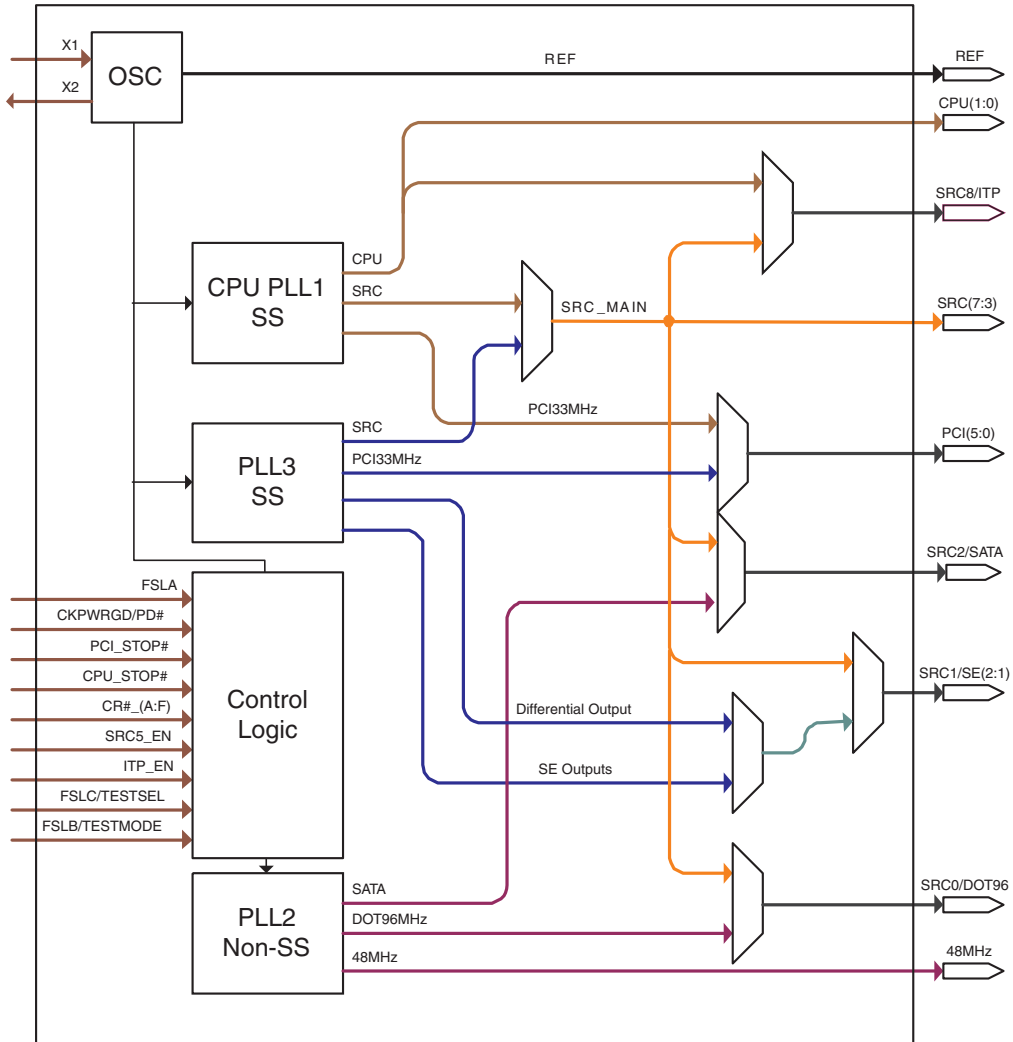 X1
X2
OSC
REF
REF
CPU(1:0)
SRC8/ITP
CPU PLL1
SS
CPU
SRC
SRC_MAIN
SRC(7:3)
PCI33MHz
PCI(5:0)
PLL3
SS
SRC
PCI33MHz
SRC2/SATA
FSLA
CKPWRGD/PD#
PCI_STOP#
CPU_STOP#
CR#_(A:F)
SRC5_EN
ITP_EN
FSLC/TESTSEL
FSLB/TESTMODE
Control
Logic
Differential Output
SE Outputs
SRC1/SE(2:1)
PLL2
Non-SS
SATA
DOT96MHz
48MHz
SRC0/DOT96
48MHz